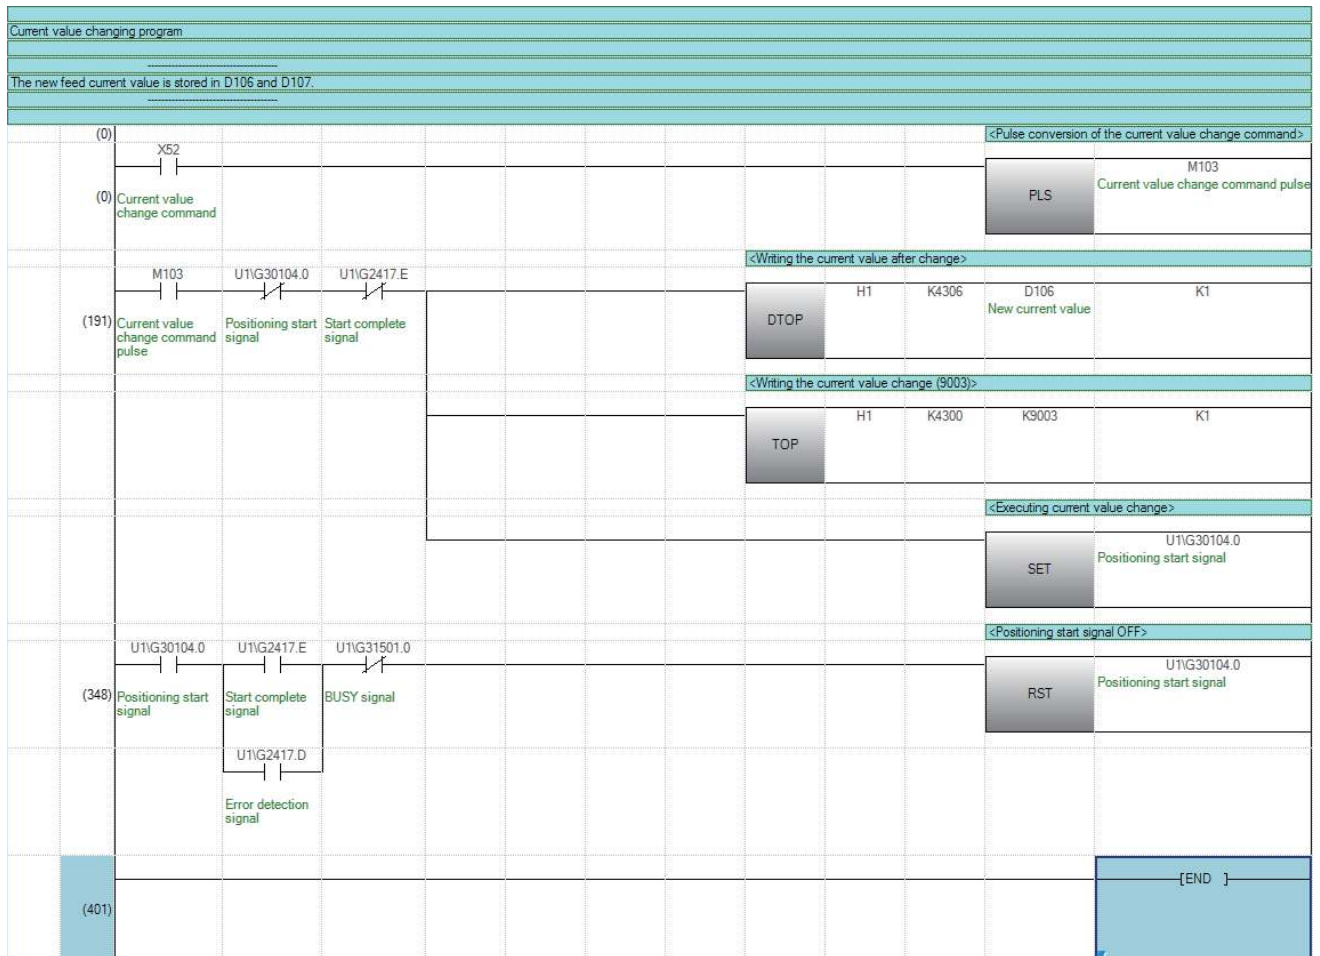 Current value changing program
--------------------------------------
The new feed current value is stored in D106 and D107.
--------------------------------------
(0)
<Pulse conversion of the current value change command>
X52
M103
(0)
Current value
change command
PLS
Current value change command pulse
<Writing the current value after change>
M103 U1\G30104.0 U1\G2417.E
H1 K4306 D106 K1
(191)
Current value
change command
pulse
Positioning start
signal
Start complete
signal
DTOP
New current value
<Writing the current value change (9003)>
H1 K4300 K9003 K1
TOP
<Executing current value change>
U1\G30104.0
SET
Positioning start signal
<Positioning start signal OFF>
U1\G30104.0 U1\G2417.E U1\G31501.0
U1\G30104.0
(348)
Positioning start
signal
Start complete
signal
BUSY signal
RST
Positioning start signal
U1\G2417.D
Error detection
signal
(401)
[END ]